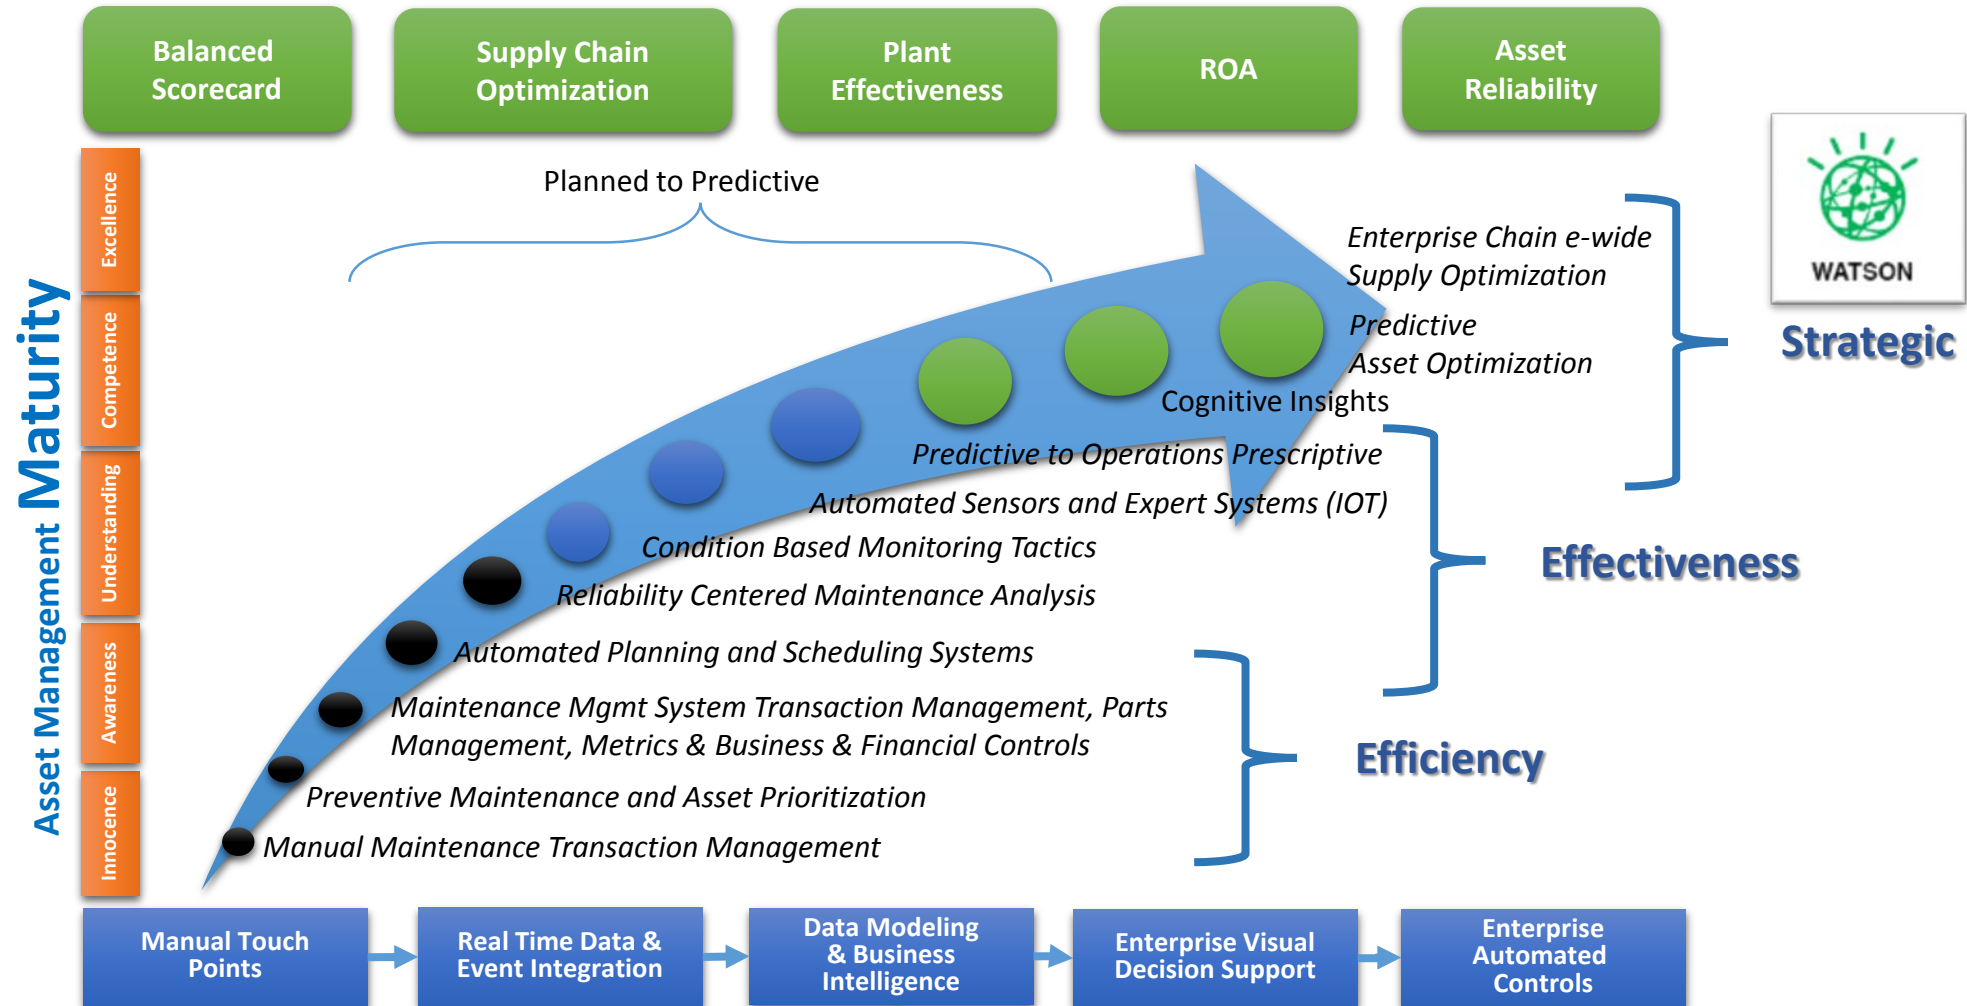 Balanced
Scorecard
Supply Chain
Optimization
Plant
Effectiveness
ROA
Asset
Reliability
WATSON
Strategic
Planned to Predictive
Asset Management Maturity
Excellence
Competence
Understanding
Awareness
Innocence
Enterprise Chain e-wide
Supply Optimization
Predictive
Asset Optimization
Cognitive Insights
Predictive to Operations Prescriptive
Automated Sensors and Expert Systems (IOT)
Condition Based Monitoring Tactics
Reliability Centered Maintenance Analysis
Effectiveness
Automated Planning and Scheduling Systems
Maintenance Mgmt System Transaction Management, Parts
Management, Metrics & Business & Financial Controls
Efficiency
Preventive Maintenance and Asset Prioritization
Manual Maintenance Transaction Management
Manual Touch
Points
Real Time Data &
Event Integration
Data Modeling
& Business
Intelligence
Enterprise Visual
Decision Support
Enterprise
Automated
Controls